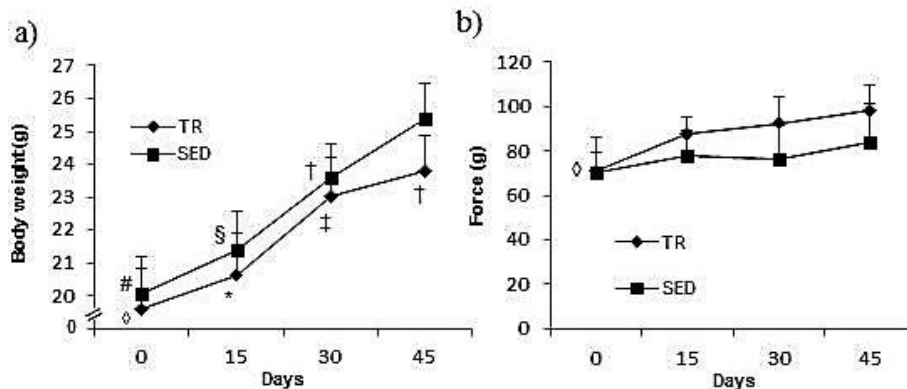 a)
27
26
25
24
23
22
21
20
0
Body weight(g)
TR
SED
#
◊
§
*
†
‡
†
0 15 30 45
Days
b)
120
100
80
60
40
20
0
Force (g)
◊
TR
SED
0 15 30 45
Days